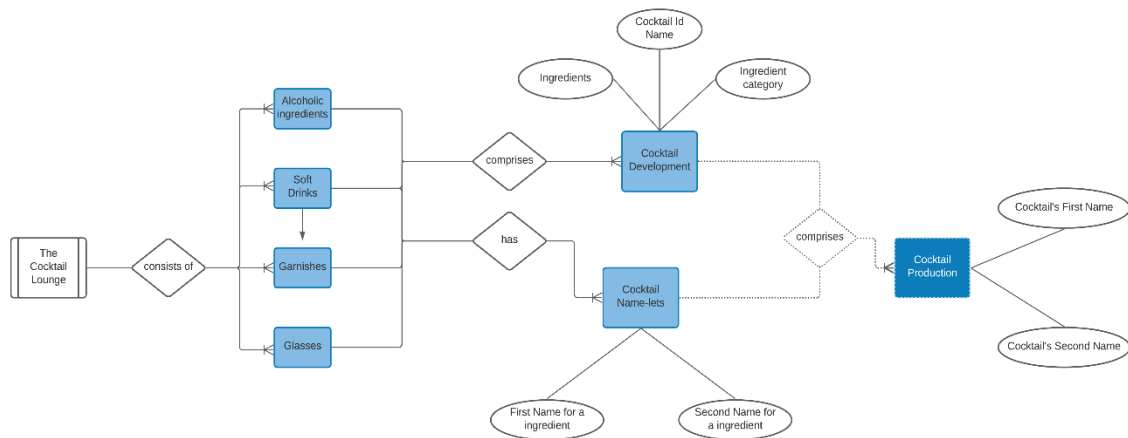 Cocktail Id
Name
Ingredients
Ingredient
category
Alcoholic
ingredients
comprises
Cocktail
Development
Soft
Drinks
Cocktail's First Name
has
comprises
The
Cocktail
Lounge
consists of
Garnishes
Cocktail
Name-lets
Cocktail
Production
Glasses
Cocktail's Second Name
First Name for a
ingredient
Second Name for
a ingredient